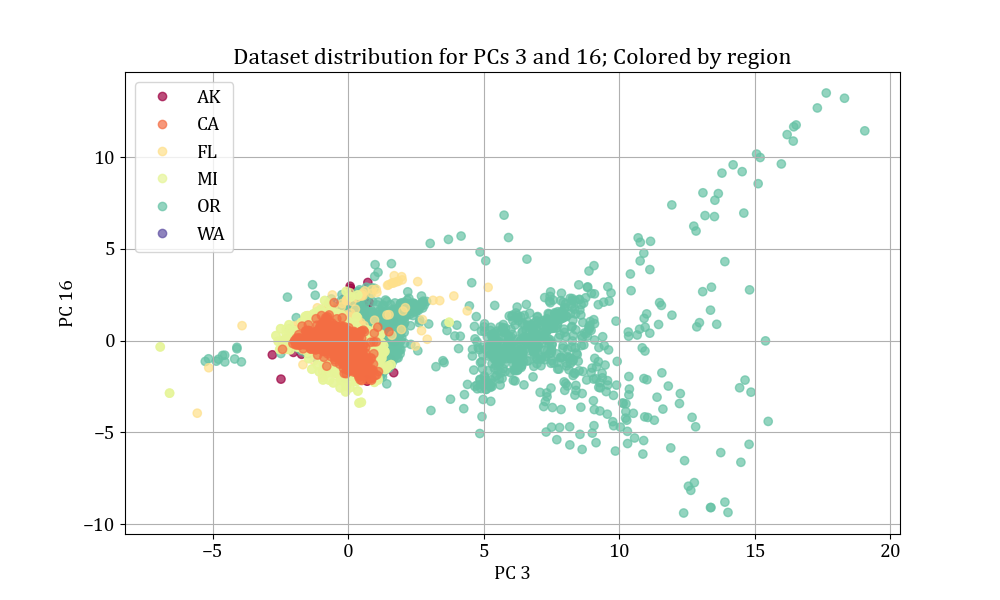 Dataset distribution for PCs 3 and 16; Colored by region
AK
CA
FL
MI
OR
WA
10
5
0
−5
−10
PC 16
−5
0
5
10
15
20
PC 3